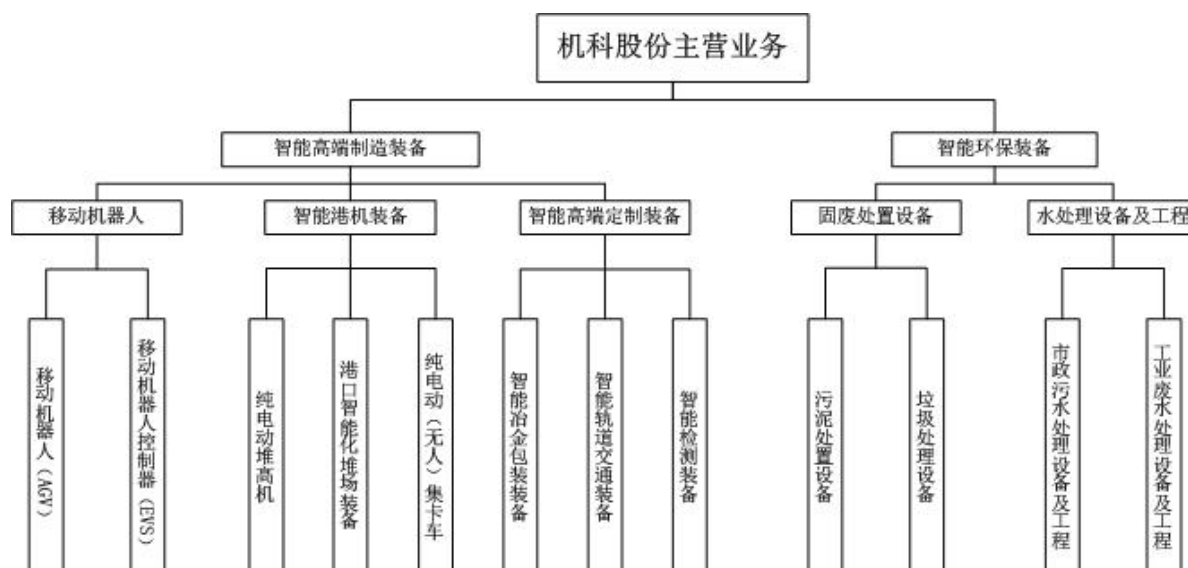 机科股份主营业务
智能高端制造装备
智能环保装备
移动机器人
智能港机装备
智能高端定制装备
固废处置设备
水处理设备及工程
移动机器人（AGV）
移动机器人控制器（EVS）
纯电动堆高机
港口智能化堆场装备
纯电动（无人）集卡车
智能冶金包装装备
智能轨道交通装备
智能检测装备
污泥处置设备
垃圾处理设备
市政污水处理设备及工程
工业废水处理设备及工程